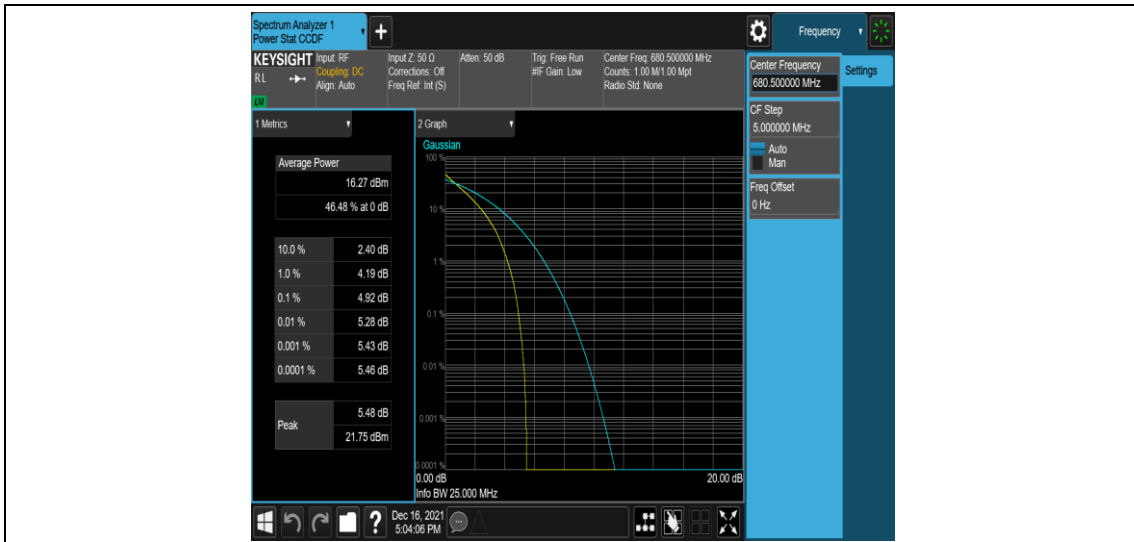 Spectrum Analyzer 1
Power Stat CCDF
+
Frequency
KEYSIGHT
RL
LXI
Input: RF
Coupling: DC
Align: Auto
Input Z: 50 Ω
Corrections: Off
Freq Ref: Int (S)
Atten: 50 dB
Trig: Free Run
#IF Gain: Low
Center Freq: 680.500000 MHz
Counts: 1.00 M/1.00 Mpt
Radio Std: None
Center Frequency
680.500000 MHz
Settings
CF Step
5.000000 MHz
Auto
Man
Freq Offset
0 Hz
1 Metrics
Average Power
16.27 dBm
46.48 % at 0 dB
10.0 % 2.40 dB
1.0 % 4.19 dB
0.1 % 4.92 dB
0.01 % 5.28 dB
0.001 % 5.43 dB
0.0001 % 5.46 dB
Peak
5.48 dB
21.75 dBm
2 Graph
Gaussian
100 %
10 %
1 %
0.1 %
0.01 %
0.001 %
0.0001 %
0.00 dB 20.00 dB
Info BW 25.000 MHz
?
Dec 16, 2021
5:04:06 PM